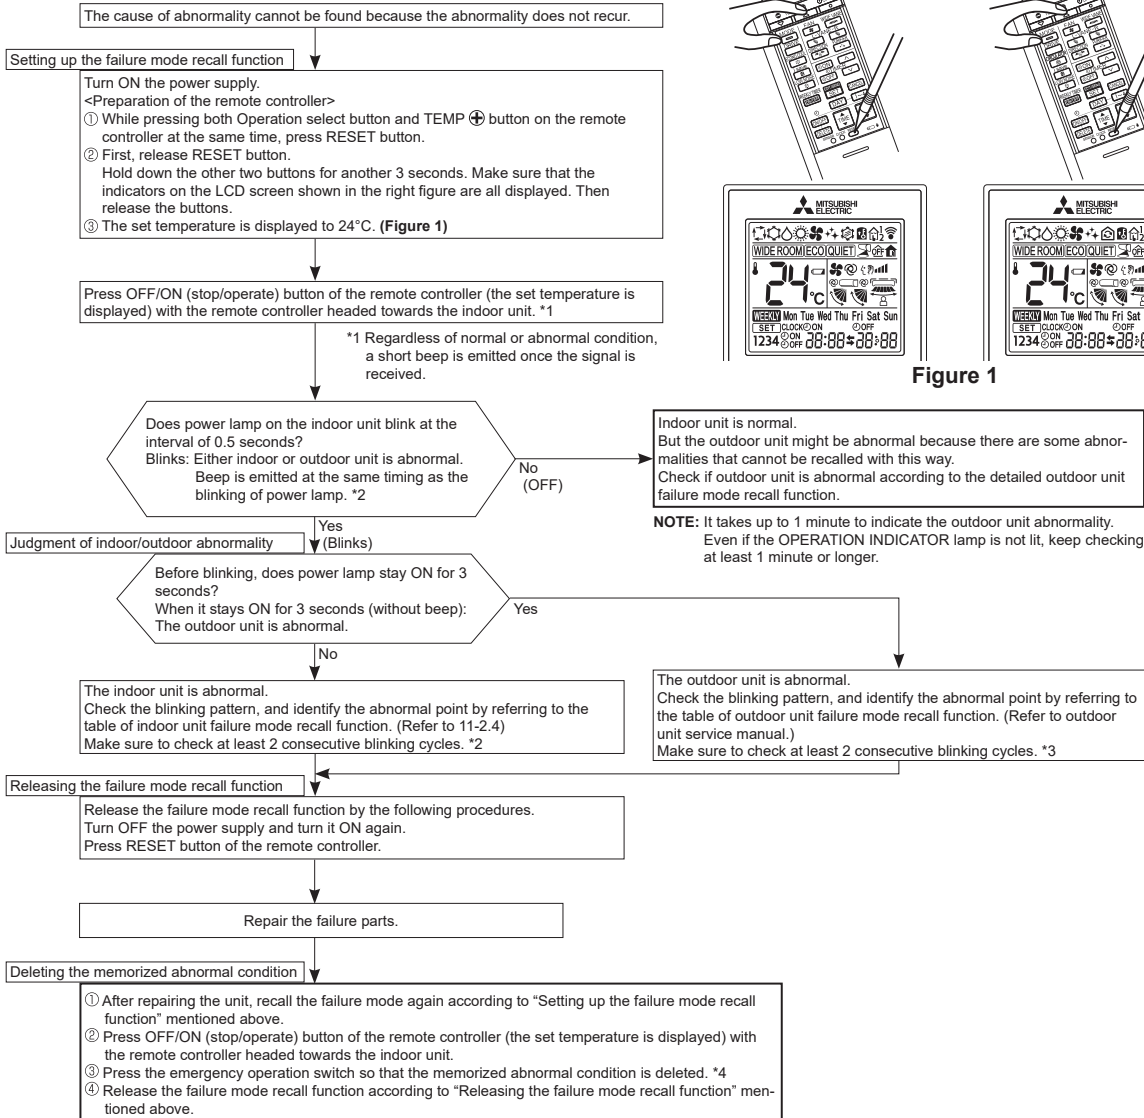 The cause of abnormality cannot be found because the abnormality does not recur.
Setting up the failure mode recall function
Turn ON the power supply.
<Preparation of the remote controller>
① While pressing both Operation select button and TEMP ⊕ button on the remote
controller at the same time, press RESET button.
② First, release RESET button.
Hold down the other two buttons for another 3 seconds. Make sure that the
indicators on the LCD screen shown in the right figure are all displayed. Then
release the buttons.
③ The set temperature is displayed to 24°C. (Figure 1)
MITSUBISHI
ELECTRIC
WIDE ROOM ECO QUIET OFF
24°C
WEEKLY Mon Tue Wed Thu Fri Sat Sun
SET CLOCK ON OFF
1234 ON OFF 88:88 88:88
MITSUBISHI
ELECTRIC
WIDE ROOM ECO QUIET
24°C
WEEKLY Mon Tue Wed Thu Fri Sat
SET CLOCK ON OFF
1234 ON OFF 88:88
Figure 1
Press OFF/ON (stop/operate) button of the remote controller (the set temperature is
displayed) with the remote controller headed towards the indoor unit. *1
*1 Regardless of normal or abnormal condition,
a short beep is emitted once the signal is
received.
Does power lamp on the indoor unit blink at the
interval of 0.5 seconds?
Blinks: Either indoor or outdoor unit is abnormal.
Beep is emitted at the same timing as the
blinking of power lamp. *2
No
(OFF)
Indoor unit is normal.
But the outdoor unit might be abnormal because there are some abnor-
malities that cannot be recalled with this way.
Check if outdoor unit is abnormal according to the detailed outdoor unit
failure mode recall function.
NOTE: It takes up to 1 minute to indicate the outdoor unit abnormality.
Even if the OPERATION INDICATOR lamp is not lit, keep checking
at least 1 minute or longer.
Yes
(Blinks)
Judgment of indoor/outdoor abnormality
Before blinking, does power lamp stay ON for 3
seconds?
When it stays ON for 3 seconds (without beep):
The outdoor unit is abnormal.
Yes
No
The indoor unit is abnormal.
Check the blinking pattern, and identify the abnormal point by referring to the
table of indoor unit failure mode recall function. (Refer to 11-2.4)
Make sure to check at least 2 consecutive blinking cycles. *2
The outdoor unit is abnormal.
Check the blinking pattern, and identify the abnormal point by referring to
the table of outdoor unit failure mode recall function. (Refer to outdoor
unit service manual.)
Make sure to check at least 2 consecutive blinking cycles. *3
Releasing the failure mode recall function
Release the failure mode recall function by the following procedures.
Turn OFF the power supply and turn it ON again.
Press RESET button of the remote controller.
Repair the failure parts.
Deleting the memorized abnormal condition
① After repairing the unit, recall the failure mode again according to “Setting up the failure mode recall
function” mentioned above.
② Press OFF/ON (stop/operate) button of the remote controller (the set temperature is displayed) with
the remote controller headed towards the indoor unit.
③ Press the emergency operation switch so that the memorized abnormal condition is deleted. *4
④ Release the failure mode recall function according to “Releasing the failure mode recall function” men-
tioned above.